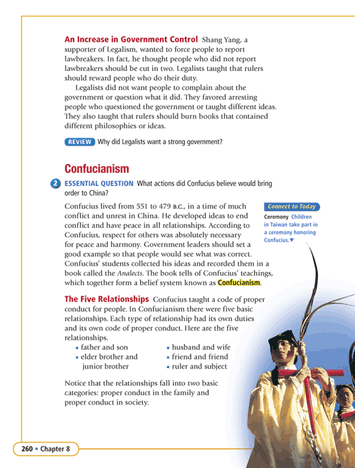 An Increase in Government Control Shang Yang, a
supporter of Legalism, wanted to force people to report
lawbreakers. In fact, he thought people who did not report
lawbreakers should be cut in two. Legalists taught that rulers
should reward people who do their duty.
Legalists did not want people to complain about the
government or question what it did. They favored arresting
people who questioned the government or taught different ideas.
They also taught that rulers should burn books that contained
different philosophies or ideas.
REVIEW Why did Legalists want a strong government?
Confucianism
2 ESSENTIAL QUESTION What actions did Confucius believe would bring
order to China?
Confucius lived from 551 to 479 B.C., in a time of much
conflict and unrest in China. He developed ideas to end
conflict and have peace in all relationships. According to
Confucius, respect for others was absolutely necessary
for peace and harmony. Government leaders should set a
good example so that people would see what was correct.
Confucius' students collected his ideas and recorded them in a
book called the Analects. The book tells of Confucius' teachings,
which together form a belief system known as Confucianism.
Connect to Today
Ceremony Children
in Taiwan take part in
a ceremony honoring
Confucius.▼
The Five Relationships Confucius taught a code of proper
conduct for people. In Confucianism there were five basic
relationships. Each type of relationship had its own duties
and its own code of proper conduct. Here are the five
relationships.
• father and son
• elder brother and
junior brother
• husband and wife
• friend and friend
• ruler and subject
Notice that the relationships fall into two basic
categories: proper conduct in the family and
proper conduct in society.
260 • Chapter 8